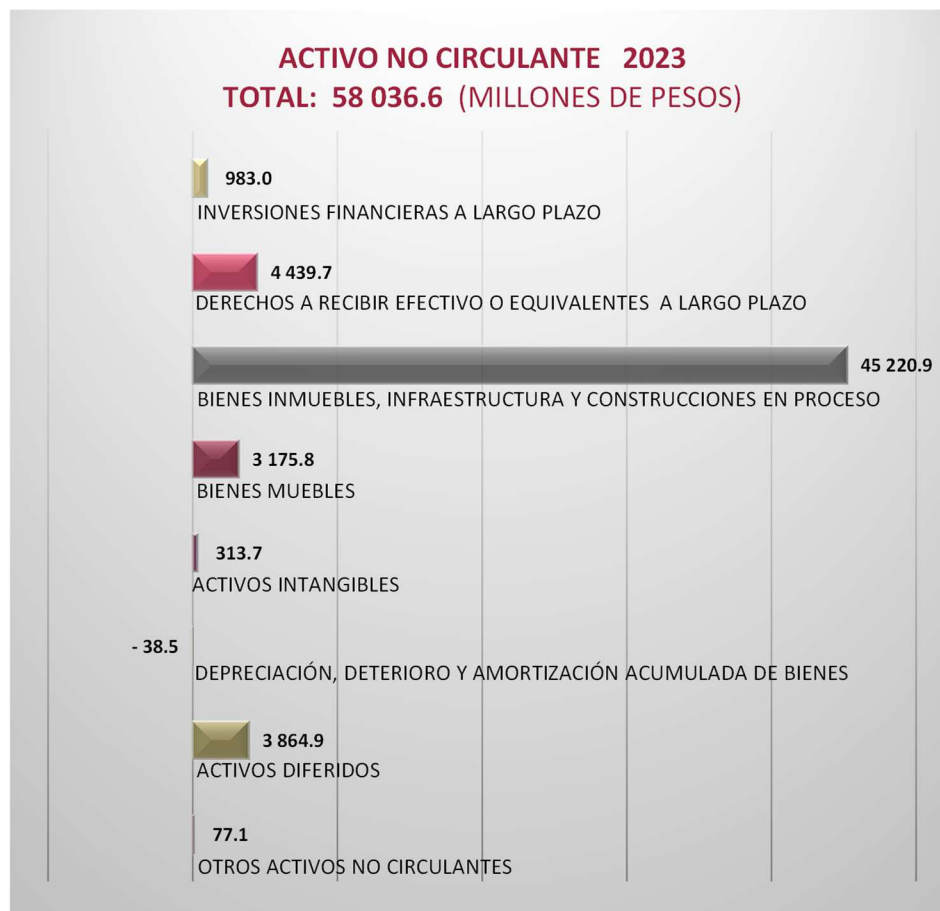 ACTIVO NO CIRCULANTE 2023
TOTAL: 58 036.6 (MILLONES DE PESOS)
983.0
INVERSIONES FINANCIERAS A LARGO PLAZO
4 439.7
DERECHOS A RECIBIR EFECTIVO O EQUIVALENTES A LARGO PLAZO
45 220.9
BIENES INMUEBLES, INFRAESTRUCTURA Y CONSTRUCCIONES EN PROCESO
3 175.8
BIENES MUEBLES
313.7
ACTIVOS INTANGIBLES
- 38.5
DEPRECIACIÓN, DETERIORO Y AMORTIZACIÓN ACUMULADA DE BIENES
3 864.9
ACTIVOS DIFERIDOS
77.1
OTROS ACTIVOS NO CIRCULANTES